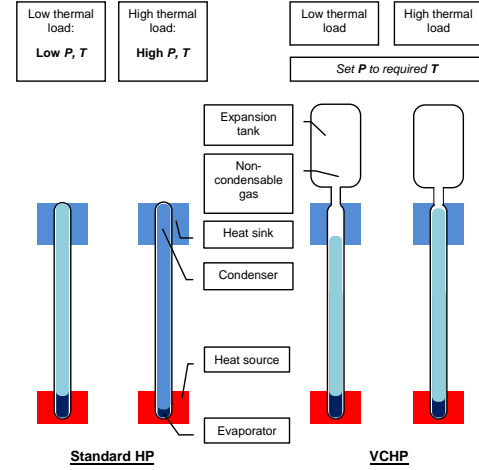 Low thermal
load:
Low P, T
High thermal
load:
High P, T
Low thermal
load
High thermal
load
Set P to required T
Expansion
tank
Non-
condensable
gas
Heat sink
Condenser
Heat source
Evaporator
Standard HP
VCHP